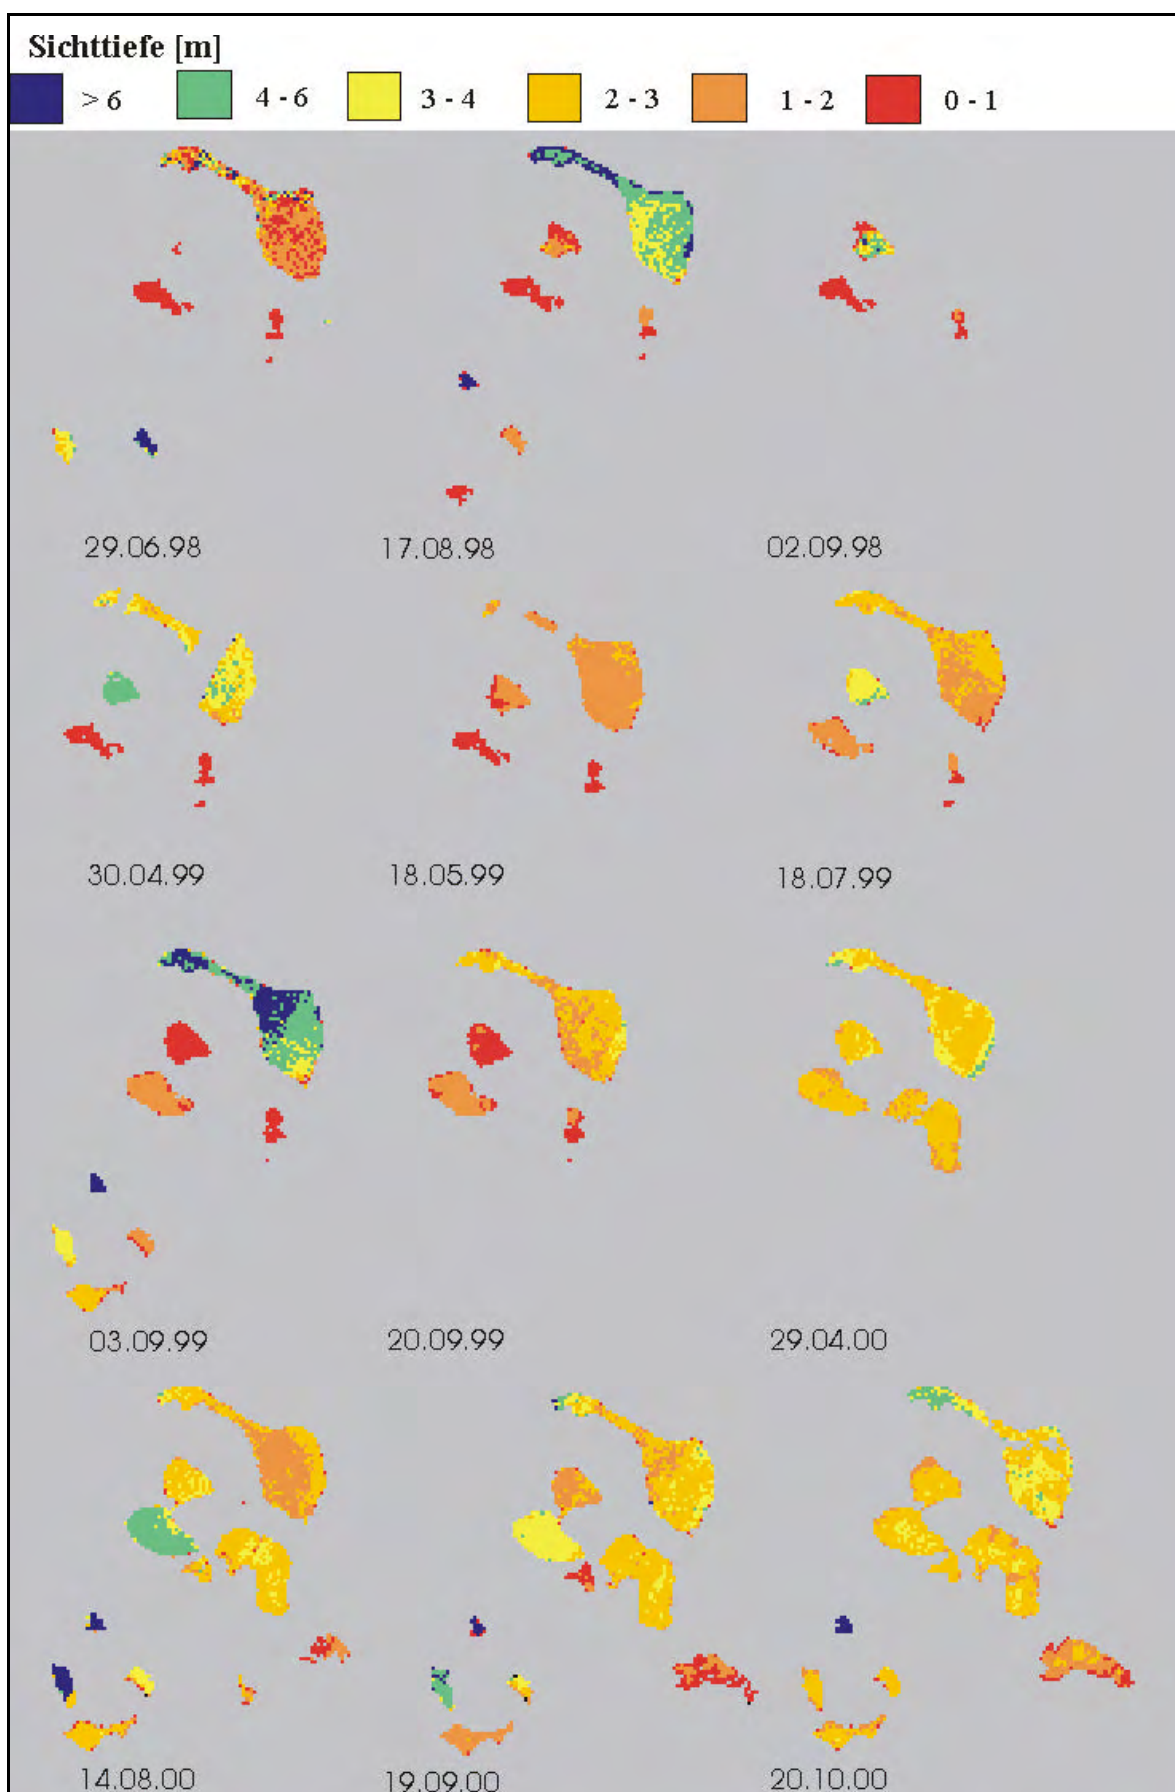 Sichttiefe [m]
> 6 4 - 6 3 - 4 2 - 3 1 - 2 0 - 1
29.06.98 17.08.98 02.09.98
30.04.99 18.05.99 18.07.99
03.09.99 20.09.99 29.04.00
14.08.00 19.09.00 20.10.00